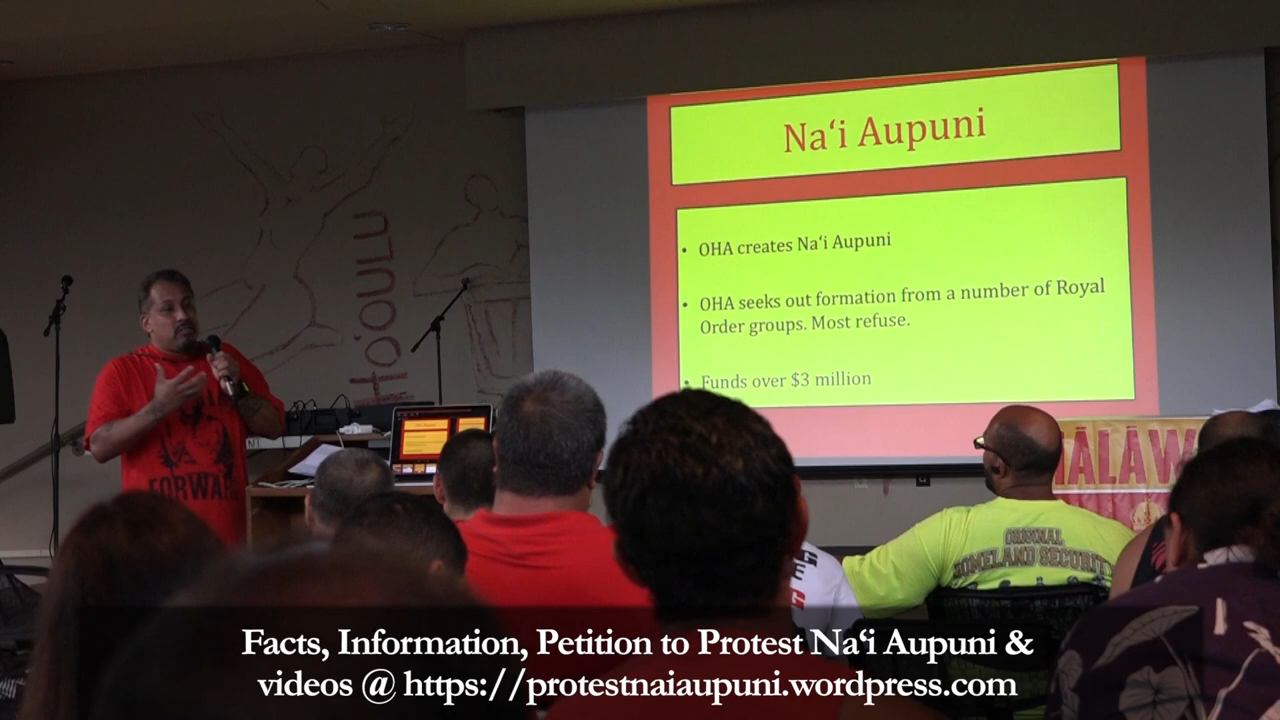 Na‘i Aupuni
• OHA creates Na‘i Aupuni
• OHA seeks out formation from a number of Royal
Order groups. Most refuse.
• Funds over $3 million
HO‘OULU
ORIGINAL
HOMELAND SECURITY
Facts, Information, Petition to Protest Na‘i Aupuni &
videos @ https://protestnaiaupuni.wordpress.com